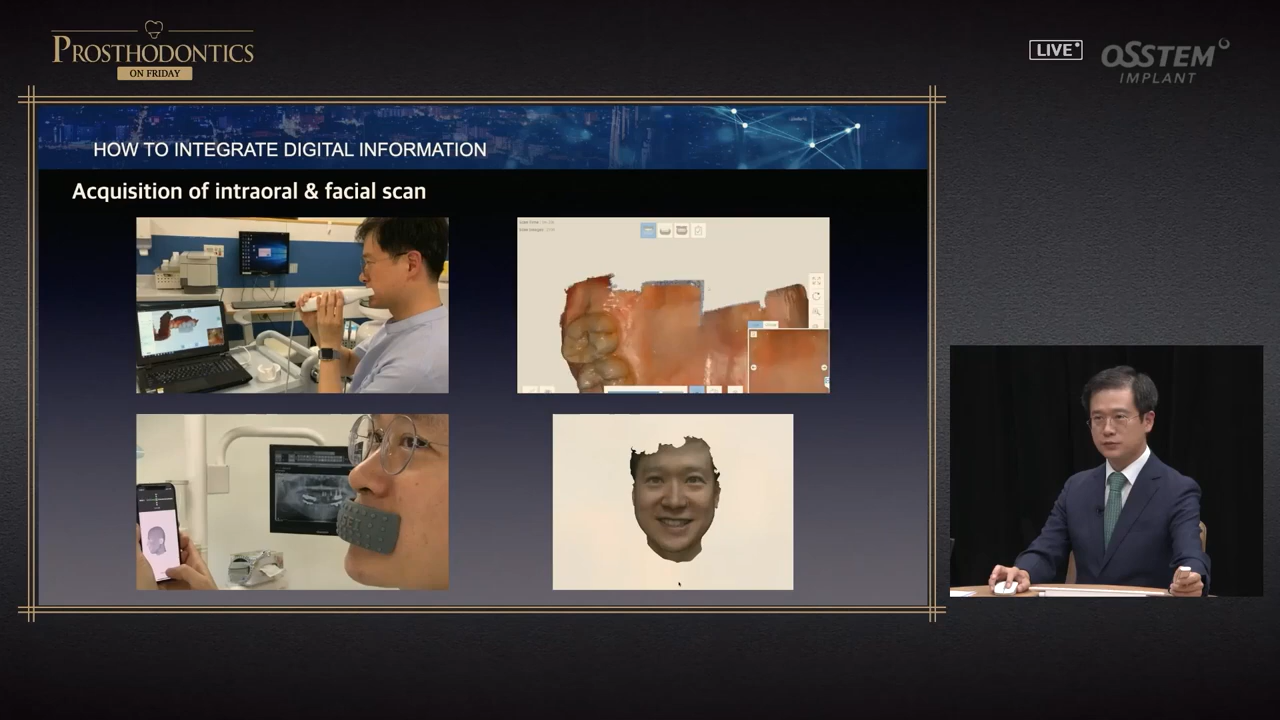 PROSTHODONTICS
ON FRIDAY
LIVE
OSSTEM
IMPLANT
HOW TO INTEGRATE DIGITAL INFORMATION
Acquisition of intraoral & facial scan